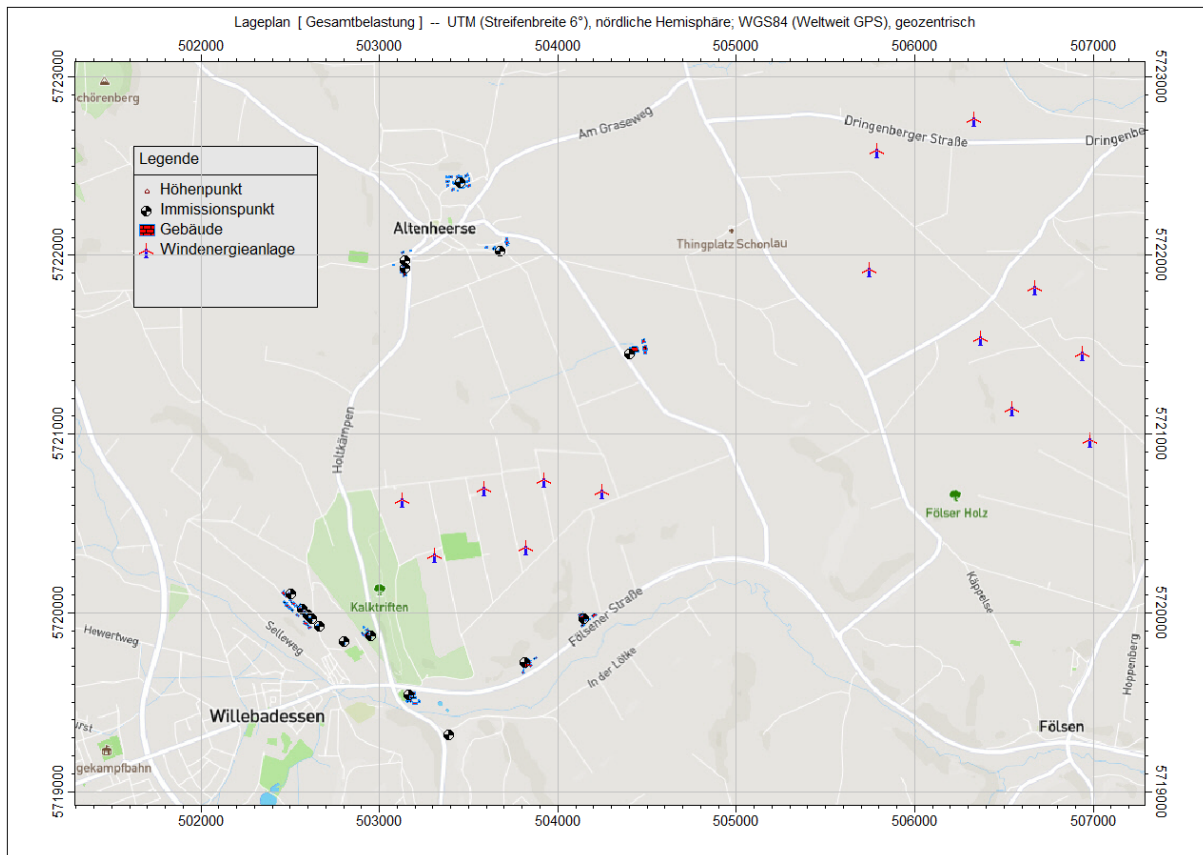 Lageplan [ Gesamtbelastung ] -- UTM (Streifenbreite 6°), nördliche Hemisphäre; WGS84 (Weltweit GPS), geozentrisch
502000 503000 504000 505000 506000 507000
5723000
5723000
chörenberg
Am Graseweg
Dringenberger Straße
Dringenbe
Legende
Höhenpunkt
Immissionspunkt
Gebäude
Windenergieanlage
Altenheerse
Thingplatz Schonlau
5722000
5722000
5721000
5721000
Holtkämpen
Fölser Holz
Kalktriften
Käppelse
5720000
5720000
Hewertweg
Selleweg
Fölsener Straße
In der Lötke
Hoppenberg
Willebadessen
Fölsen
urst
gekampfbahn
5719000
5719000
502000 503000 504000 505000 506000 507000